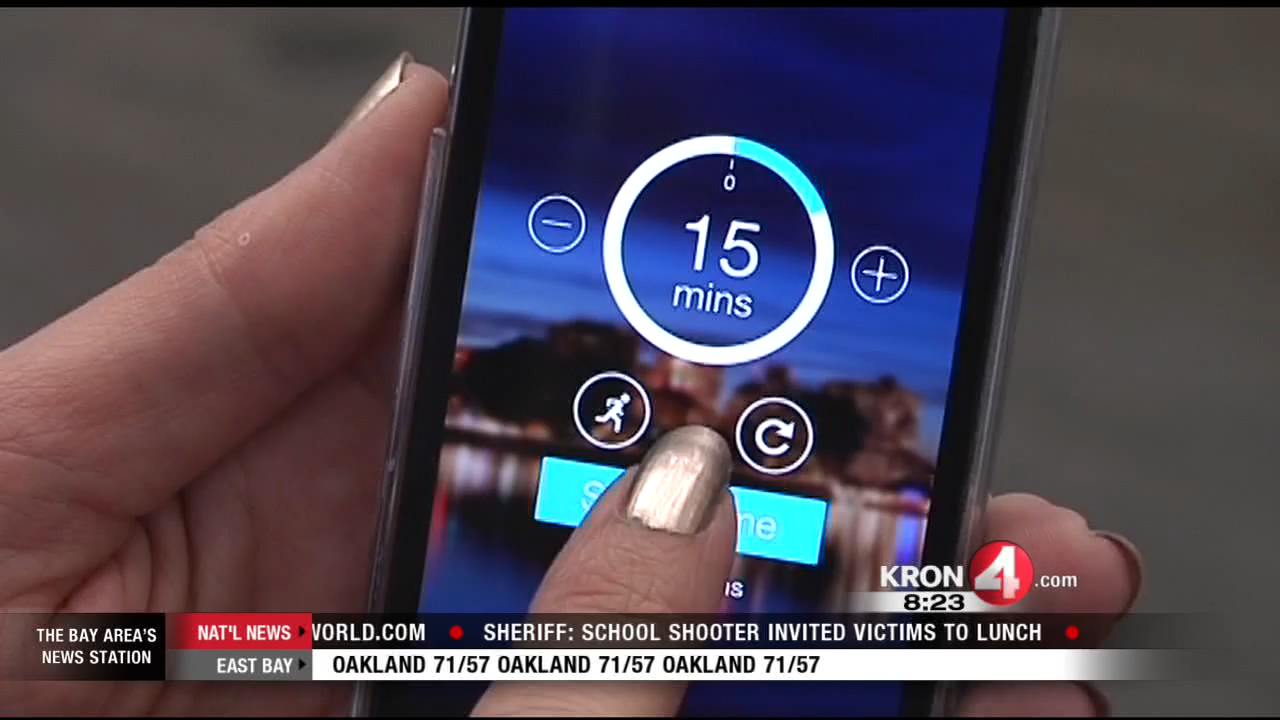 0
15
mins
KRON 4.com
8:23
THE BAY AREA'S
NEWS STATION
NAT'L NEWS
WORLD.COM • SHERIFF: SCHOOL SHOOTER INVITED VICTIMS TO LUNCH •
EAST BAY
OAKLAND 71/57 OAKLAND 71/57 OAKLAND 71/57